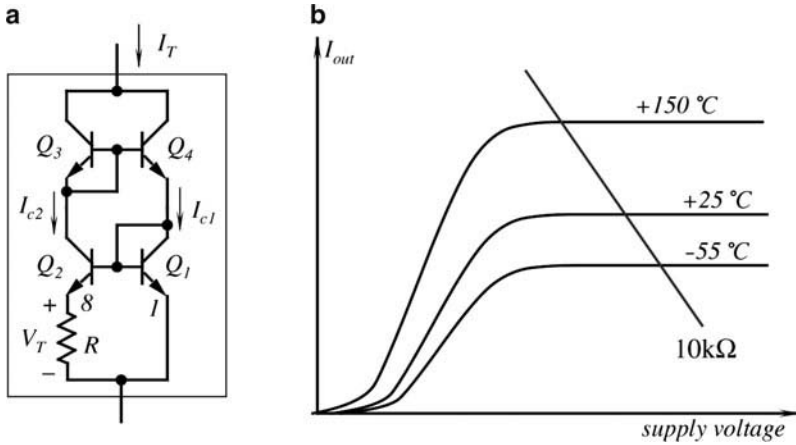 a
I_T
Q_3
Q_4
I_c2
I_c1
Q_2
Q_1
+ 8 1
V_T R
–
b
I_out
+150 °C
+25 °C
–55 °C
10kΩ
supply voltage